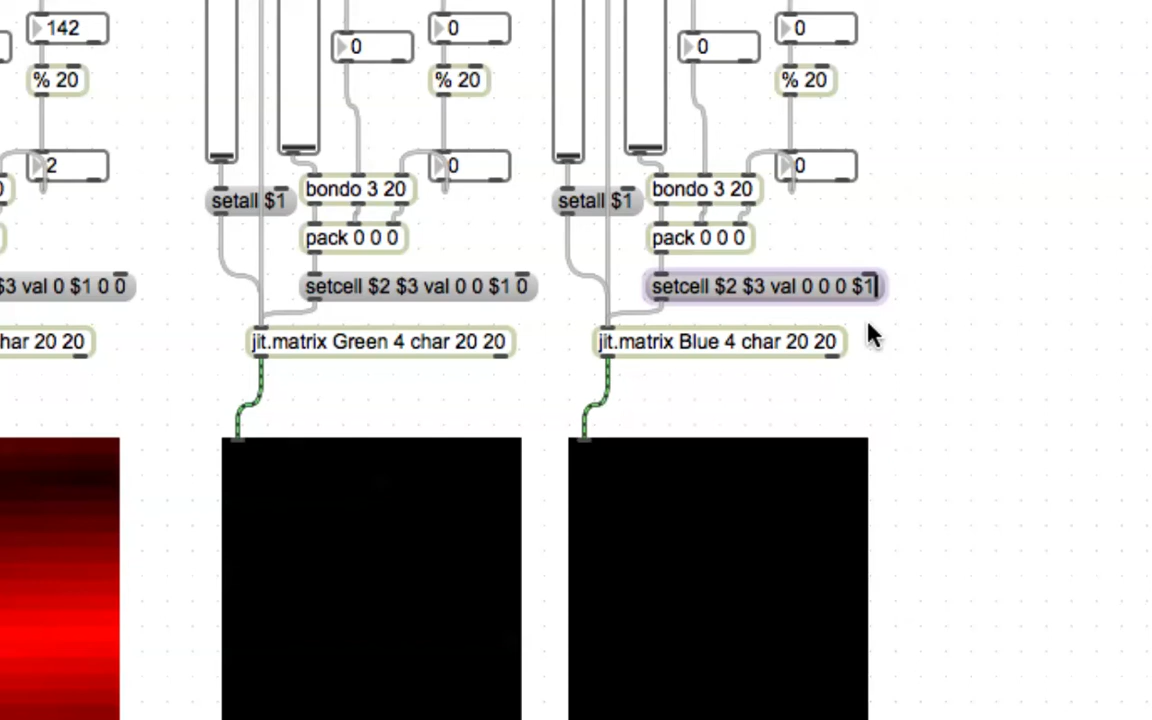 142
0
0
0
0
% 20
% 20
% 20
2
0
0
0
bondo 3 20
bondo 3 20
setall $1
setall $1
pack 0 0 0
pack 0 0 0
$3 val 0 $1 0 0
setcell $2 $3 val 0 0 $1 0
setcell $2 $3 val 0 0 0 $1
har 20 20
jit.matrix Green 4 char 20 20
jit.matrix Blue 4 char 20 20